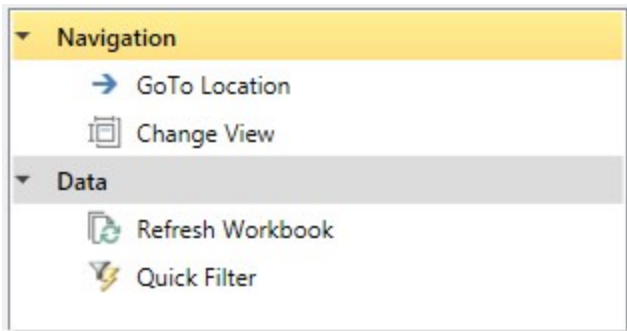 Navigation
GoTo Location
Change View
Data
Refresh Workbook
Quick Filter